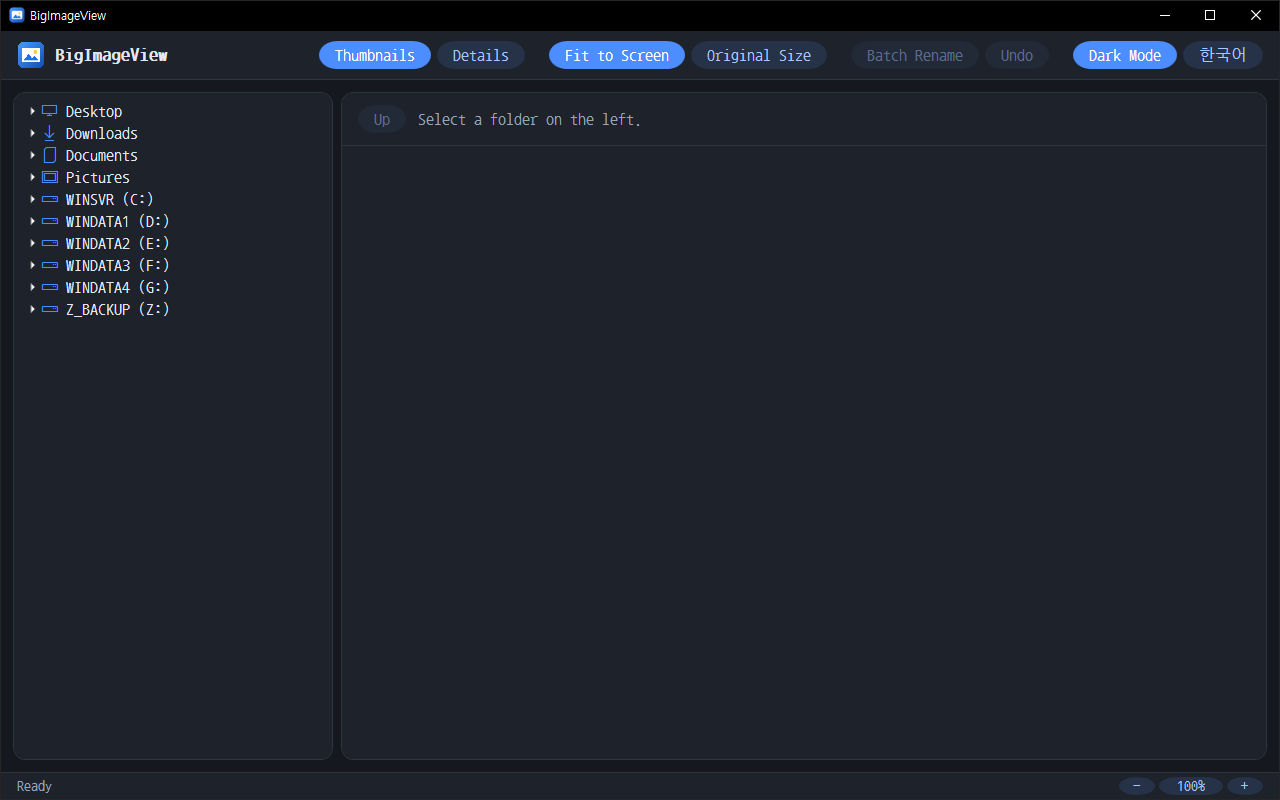 BigImageView
BigImageView
Thumbnails Details Fit to Screen Original Size Batch Rename Undo Dark Mode 한국어
Desktop
Downloads
Documents
Pictures
WINSVR (C:)
WINDATA1 (D:)
WINDATA2 (E:)
WINDATA3 (F:)
WINDATA4 (G:)
Z_BACKUP (Z:)
Up Select a folder on the left.
Ready
− 100% +